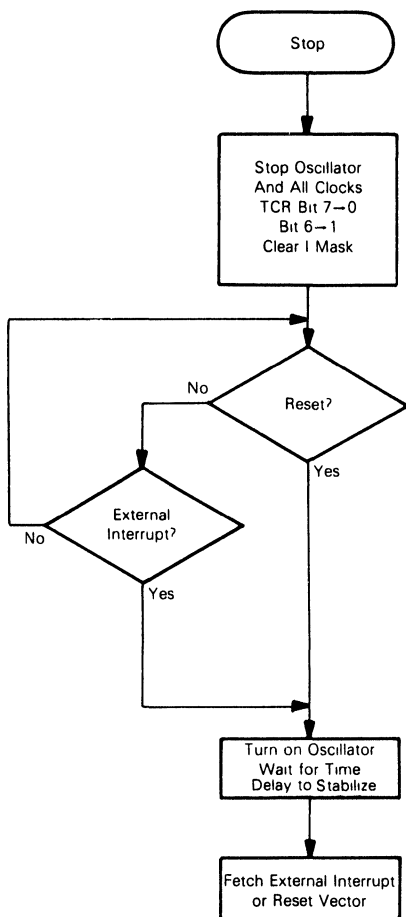 Stop
Stop Oscillator
And All Clocks
TCR Bit 7→0
Bit 6→1
Clear I Mask
No
Reset?
Yes
External
Interrupt?
No
Yes
Turn on Oscillator
Wait for Time
Delay to Stabilize
Fetch External Interrupt
or Reset Vector